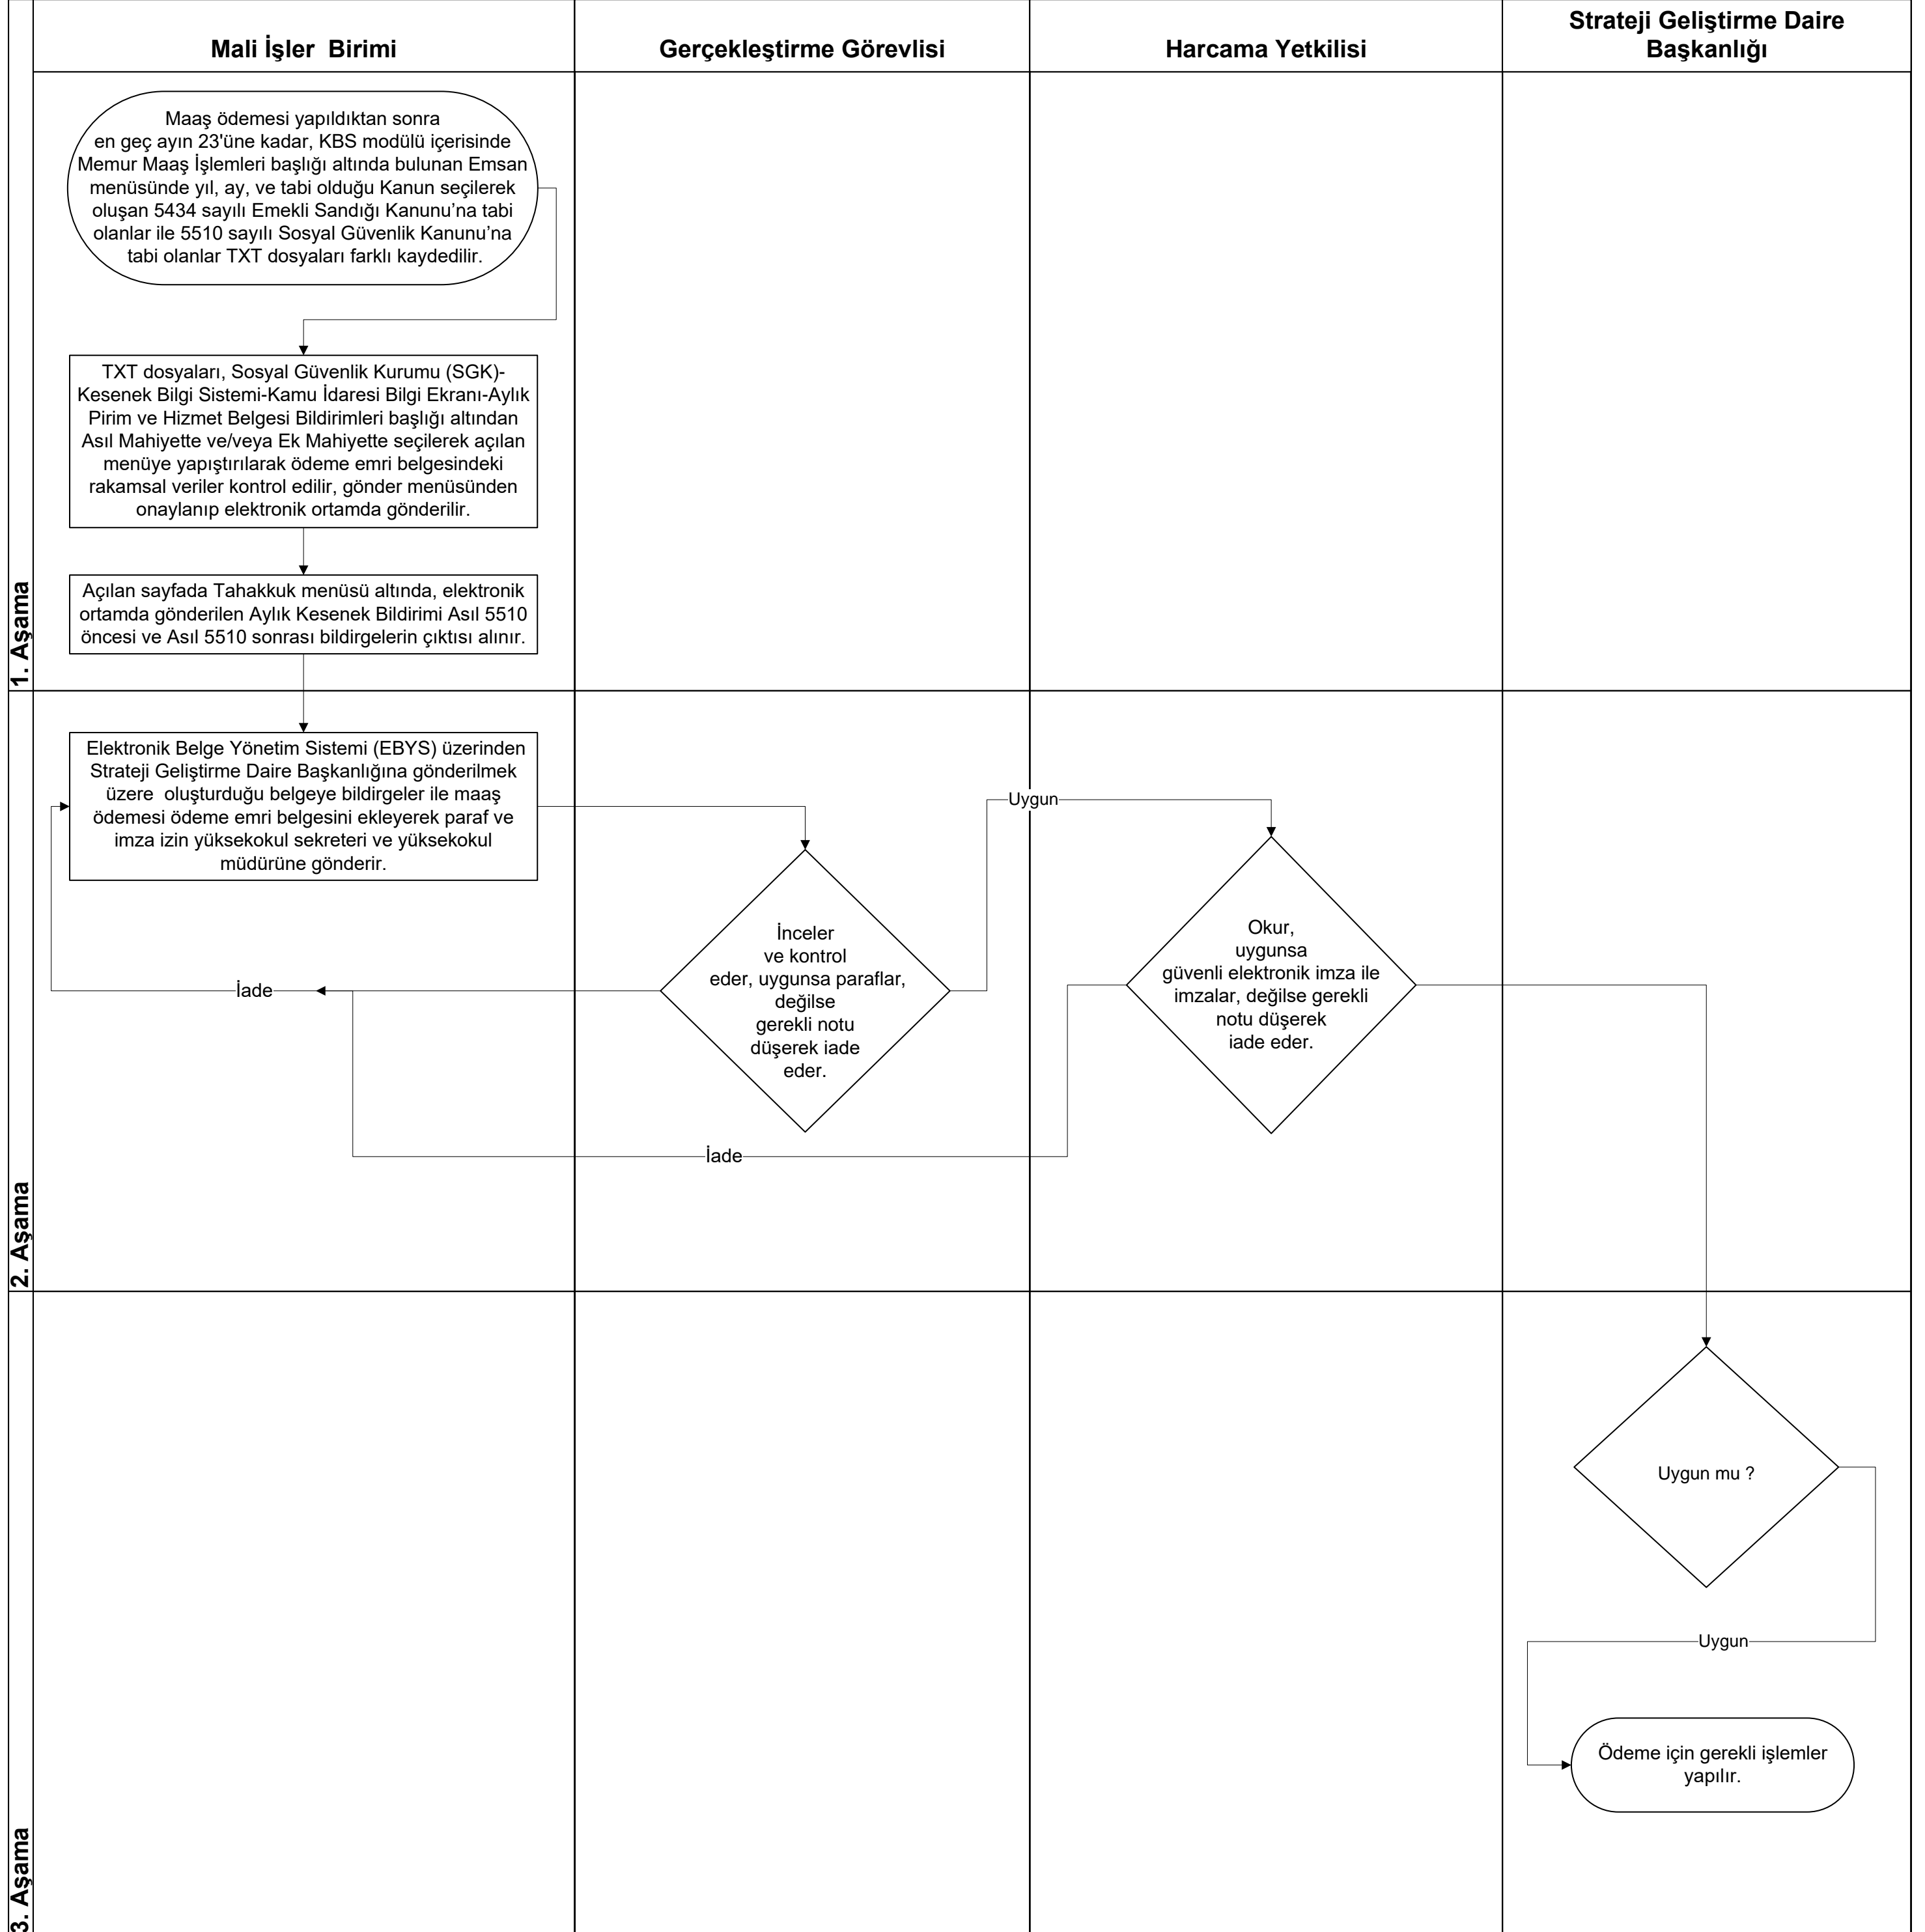 Mali İşler  Birimi
Gerçekleştirme Görevlisi
Harcama Yetkilisi
Strateji Geliştirme Daire
Başkanlığı
1. Aşama
Maaş ödemesi yapıldıktan sonra
en geç ayın 23'üne kadar, KBS modülü içerisinde
Memur Maaş İşlemleri başlığı altında bulunan Emsan
menüsünde yıl, ay, ve tabi olduğu Kanun seçilerek
oluşan 5434 sayılı Emekli Sandığı Kanunu’na tabi
olanlar ile 5510 sayılı Sosyal Güvenlik Kanunu’na
tabi olanlar TXT dosyaları farklı kaydedilir.
TXT dosyaları, Sosyal Güvenlik Kurumu (SGK)-
Kesenek Bilgi Sistemi-Kamu İdaresi Bilgi Ekranı-Aylık
Pirim ve Hizmet Belgesi Bildirimleri başlığı altından
Asıl Mahiyette ve/veya Ek Mahiyette seçilerek açılan
menüye yapıştırılarak ödeme emri belgesindeki
rakamsal veriler kontrol edilir, gönder menüsünden
onaylanıp elektronik ortamda gönderilir.
Açılan sayfada Tahakkuk menüsü altında, elektronik
ortamda gönderilen Aylık Kesenek Bildirimi Asıl 5510
öncesi ve Asıl 5510 sonrası bildirgelerin çıktısı alınır.
2. Aşama
Elektronik Belge Yönetim Sistemi (EBYS) üzerinden
Strateji Geliştirme Daire Başkanlığına gönderilmek
üzere  oluşturduğu belgeye bildirgeler ile maaş
ödemesi ödeme emri belgesini ekleyerek paraf ve
imza izin yüksekokul sekreteri ve yüksekokul
müdürüne gönderir.
İade
İnceler
ve kontrol
eder, uygunsa paraflar,
değilse
gerekli notu
düşerek iade
eder.
Uygun
Okur,
uygunsa
güvenli elektronik imza ile
imzalar, değilse gerekli
notu düşerek
iade eder.
İade
3. Aşama
Uygun mu ?
Uygun
Ödeme için gerekli işlemler
yapılır.